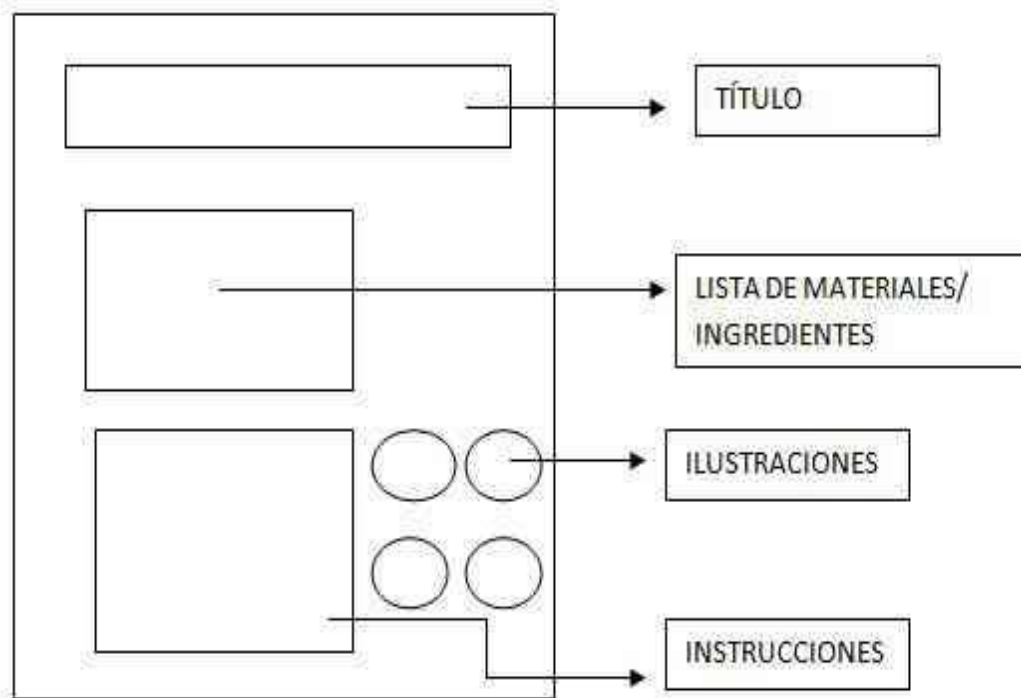 TÍTULO
LISTA DE MATERIALES/
INGREDIENTES
ILUSTRACIONES
INSTRUCCIONES